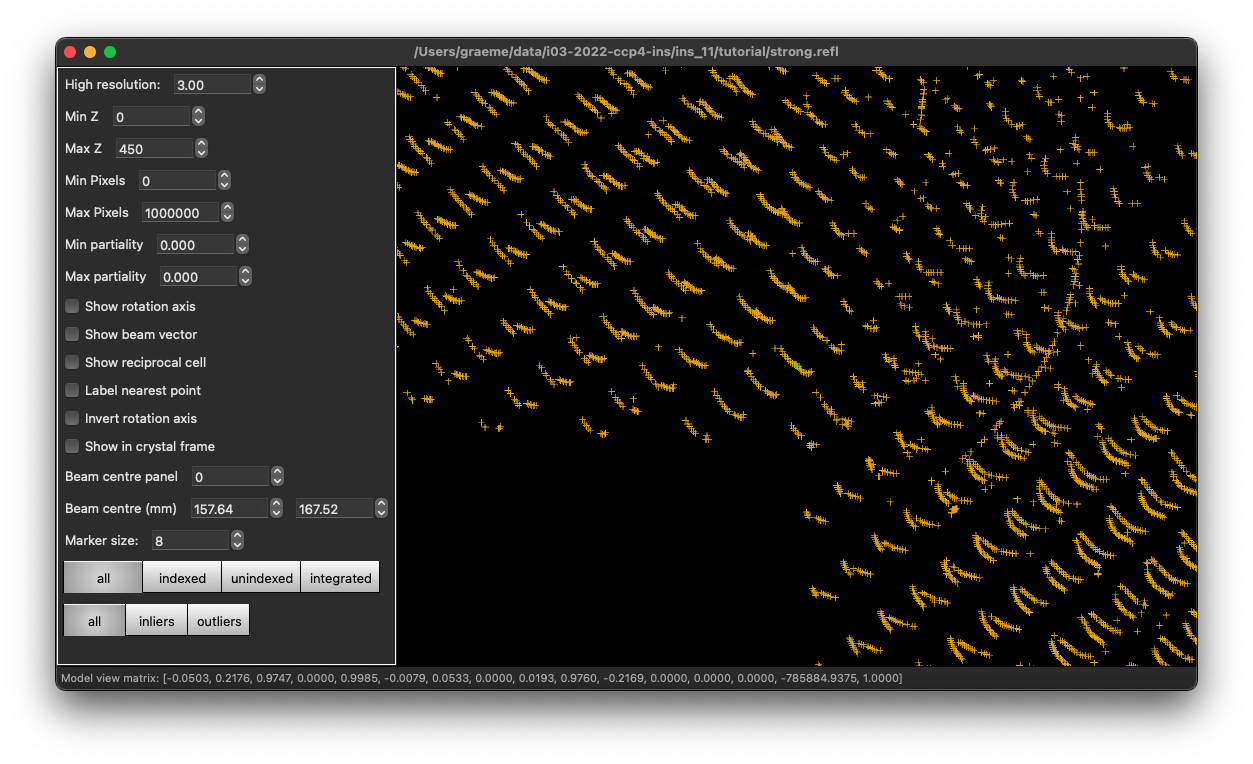 /Users/graeme/data/i03-2022-ccp4-ins/ins_11/tutorial/strong.refl
High resolution: 3.00
Min Z 0
Max Z 450
Min Pixels 0
Max Pixels 1000000
Min partiality 0.000
Max partiality 0.000
Show rotation axis
Show beam vector
Show reciprocal cell
Label nearest point
Invert rotation axis
Show in crystal frame
Beam centre panel 0
Beam centre (mm) 157.64 167.52
Marker size: 8
all indexed unindexed integrated
all inliers outliers
Model view matrix: [-0.0503, 0.2176, 0.9747, 0.0000, 0.9985, -0.0079, 0.0533, 0.0000, 0.0193, 0.9760, -0.2169, 0.0000, 0.0000, 0.0000, -785884.9375, 1.0000]